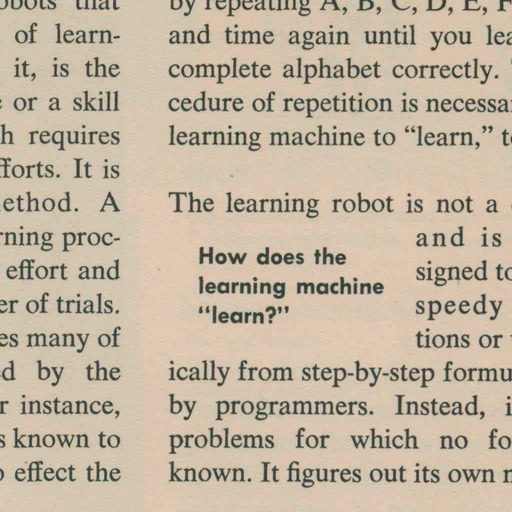 obots that
of learn-
it, is the
or a skill
h requires
fforts. It is
ethod. A
rning proc-
effort and
er of trials.
es many of
ed by the
r instance,
s known to
effect the
by repeating A, B, C, D, E, F
and time again until you lea
complete alphabet correctly.
cedure of repetition is necessa
learning machine to “learn,” t
The learning robot is not a
How does the
learning machine
“learn?”
and is
signed to
speedy
tions or
ically from step-by-step formu
by programmers. Instead, i
problems for which no fo
known. It figures out its own